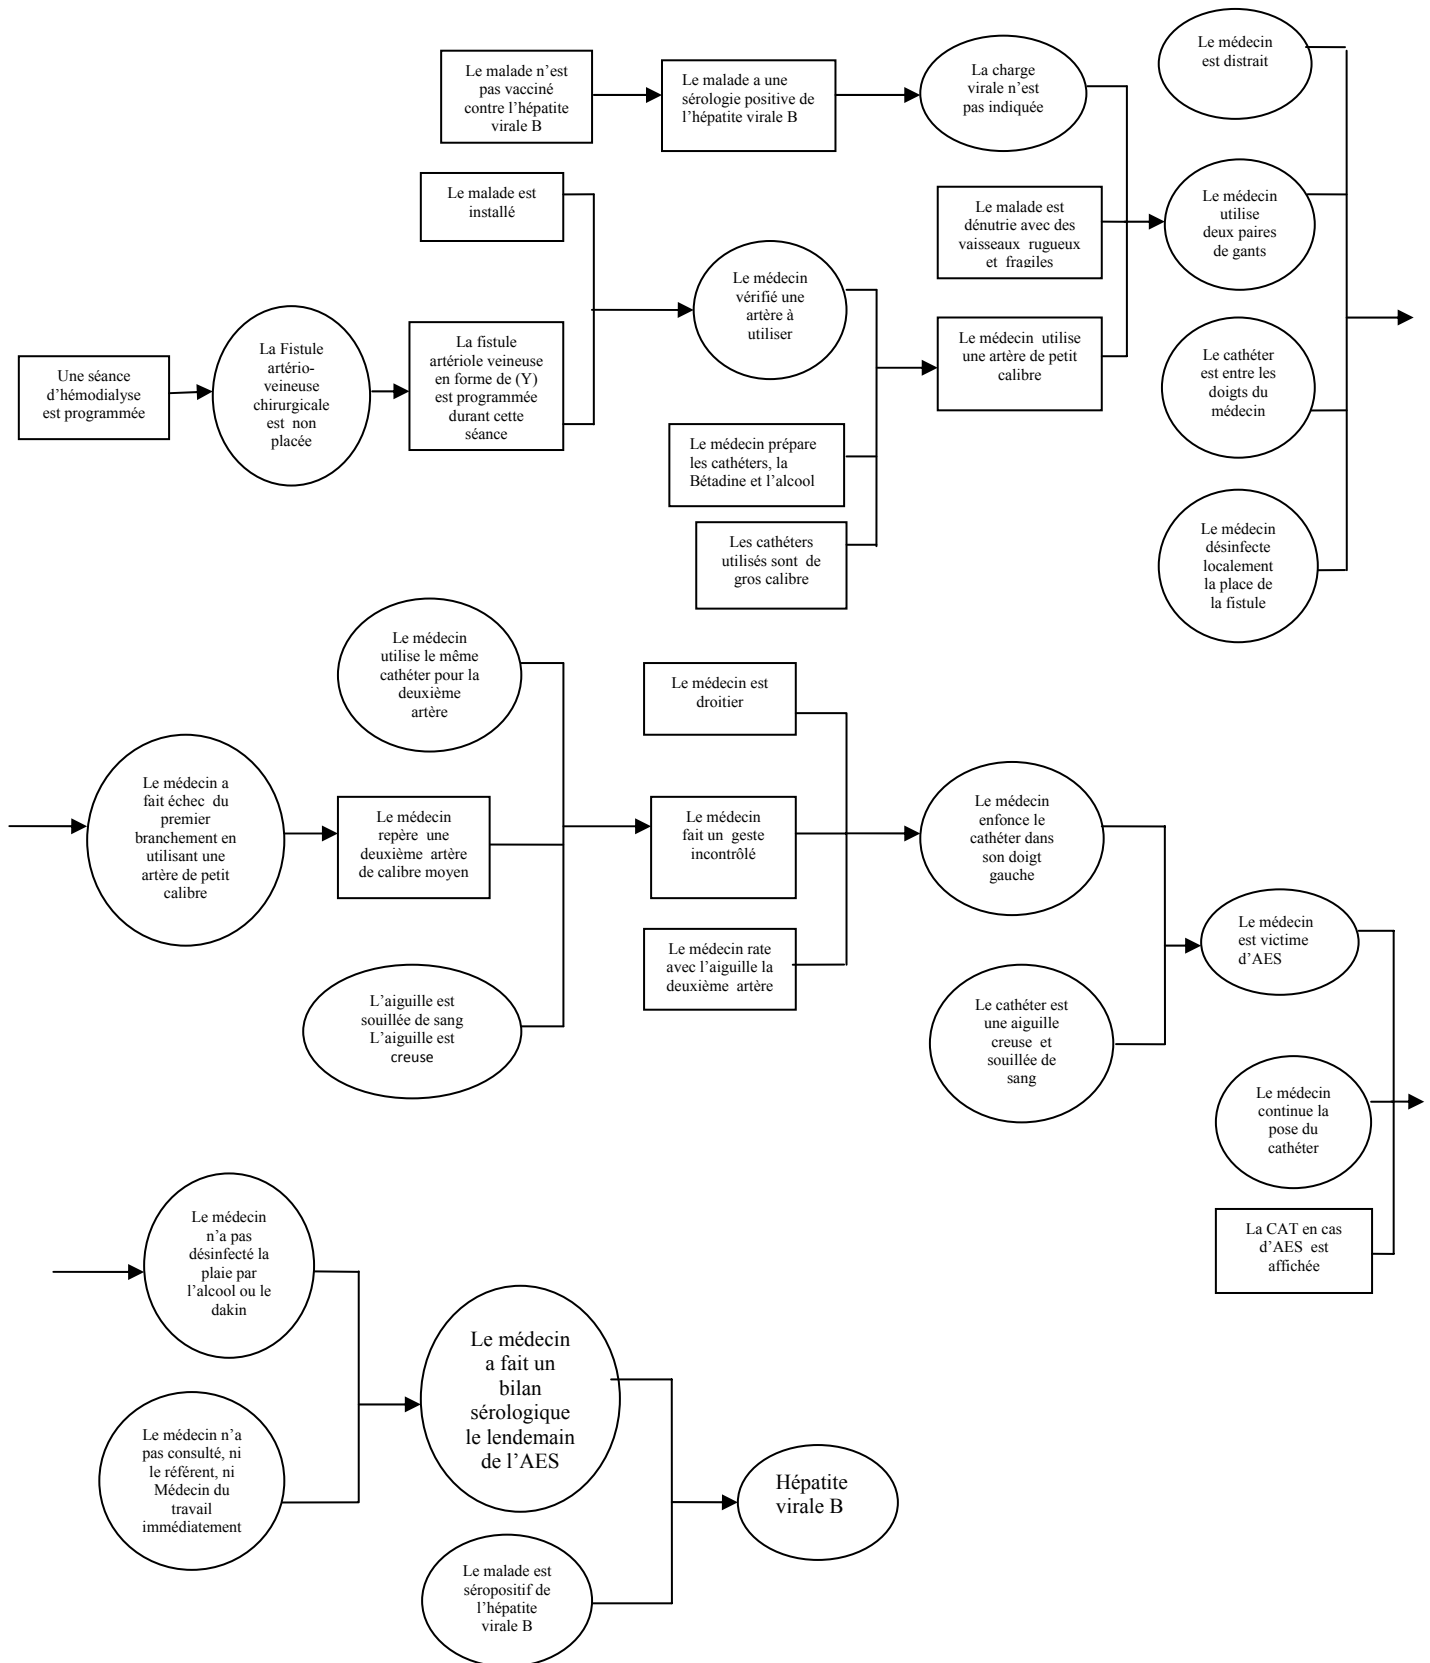 Le malade n’est
pas vacciné
contre l’hépatite
virale B
Le malade a une
sérologie positive de
l’hépatite virale B
La charge
virale n’est
pas indiquée
Le médecin
est distrait
Le malade est
installé
Le malade est
dénutrie avec des
vaisseaux rugueux
et fragiles
Le médecin
utilise
deux paires
de gants
Une séance
d’hémodialyse
est programmée
La Fistule
artério-
veineuse
chirurgicale
est non
placée
La fistule
artériole veineuse
en forme de (Y)
est programmée
durant cette
séance
Le médecin
vérifié une
artère à
utiliser
Le médecin utilise
une artère de petit
calibre
Le cathéter
est entre les
doigts du
médecin
Le médecin prépare
les cathéters, la
Bétadine et l’alcool
Les cathéters
utilisés sont de
gros calibre
Le médecin
désinfecte
localement
la place de
la fistule
Le médecin
utilise le même
cathéter pour la
deuxième
artère
Le médecin est
droitier
Le médecin a
fait échec du
premier
branchement en
utilisant une
artère de petit
calibre
Le médecin
repère une
deuxième artère
de calibre moyen
Le médecin
fait un geste
incontrôlé
Le médecin
enfonce le
cathéter dans
son doigt
gauche
L’aiguille est
souillée de sang
L’aiguille est
creuse
Le médecin rate
avec l’aiguille la
deuxième artère
Le cathéter est
une aiguille
creuse et
souillée de
sang
Le médecin
est victime
d’AES
Le médecin
continue la
pose du
cathéter
La CAT en cas
d’AES est
affichée
Le médecin
n’a pas
désinfecté la
plaie par
l’alcool ou le
dakin
Le médecin n’a
pas consulté, ni
le référent, ni
Médecin du
travail
immédiatement
Le médecin
a fait un
bilan
sérologique
le lendemain
de l’AES
Le malade est
séropositif de
l’hépatite
virale B
Hépatite
virale B